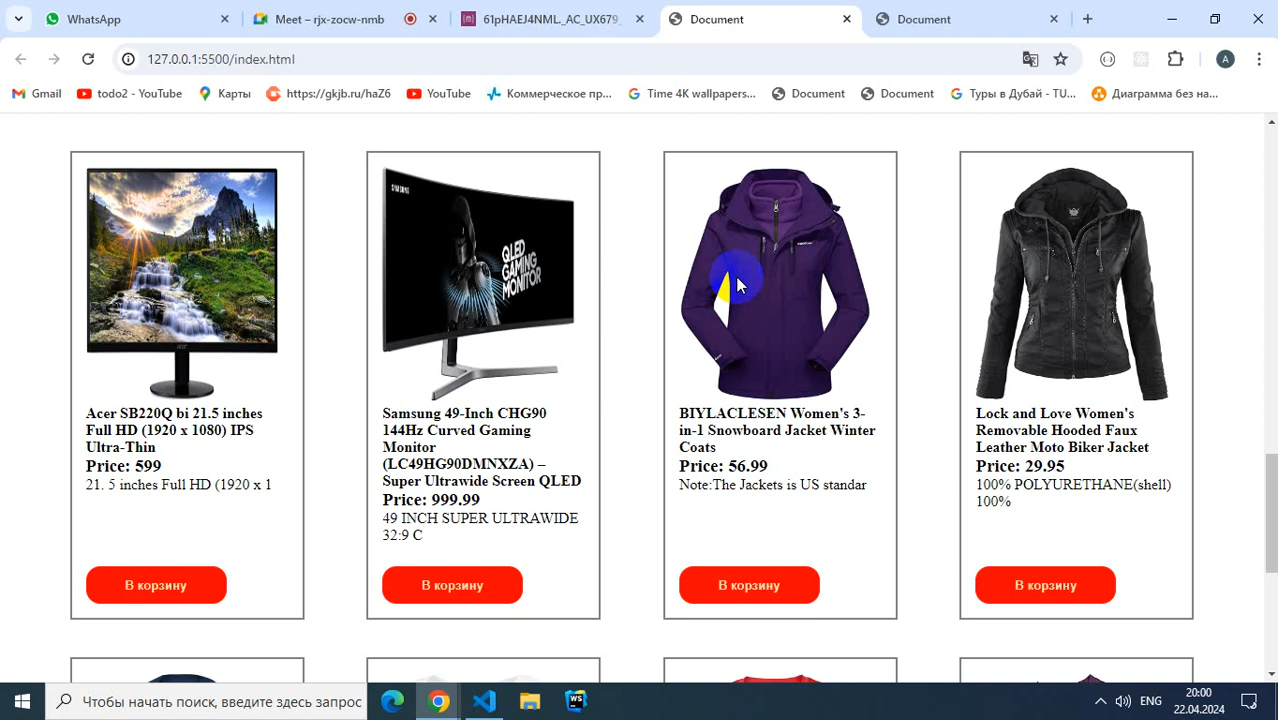 WhatsApp
Meet – rjx-zocw-nmb
61pHAEJ4NML._AC_UX679_
Document
Document
127.0.0.1:5500/index.html
A
Gmail
todo2 - YouTube
Карты
https://gkjb.ru/haZ6
YouTube
Коммерческое пр...
Time 4K wallpapers...
Document
Document
Туры в Дубай - TU...
Диаграмма без на...
SAMSUNG
QLED
GAMING
MONITOR
acer
Acer SB220Q bi 21.5 inches
Full HD (1920 x 1080) IPS
Ultra-Thin
Price: 599
21. 5 inches Full HD (1920 x 1
В корзину
Samsung 49-Inch CHG90
144Hz Curved Gaming
Monitor
(LC49HG90DMNXZA) –
Super Ultrawide Screen QLED
Price: 999.99
49 INCH SUPER ULTRAWIDE
32:9 C
В корзину
BIYLACLESEN Women's 3-
in-1 Snowboard Jacket Winter
Coats
Price: 56.99
Note:The Jackets is US standar
В корзину
Lock and Love Women's
Removable Hooded Faux
Leather Moto Biker Jacket
Price: 29.95
100% POLYURETHANE(shell)
100%
В корзину
Чтобы начать поиск, введите здесь запрос
WS
ENG
20:00
22.04.2024